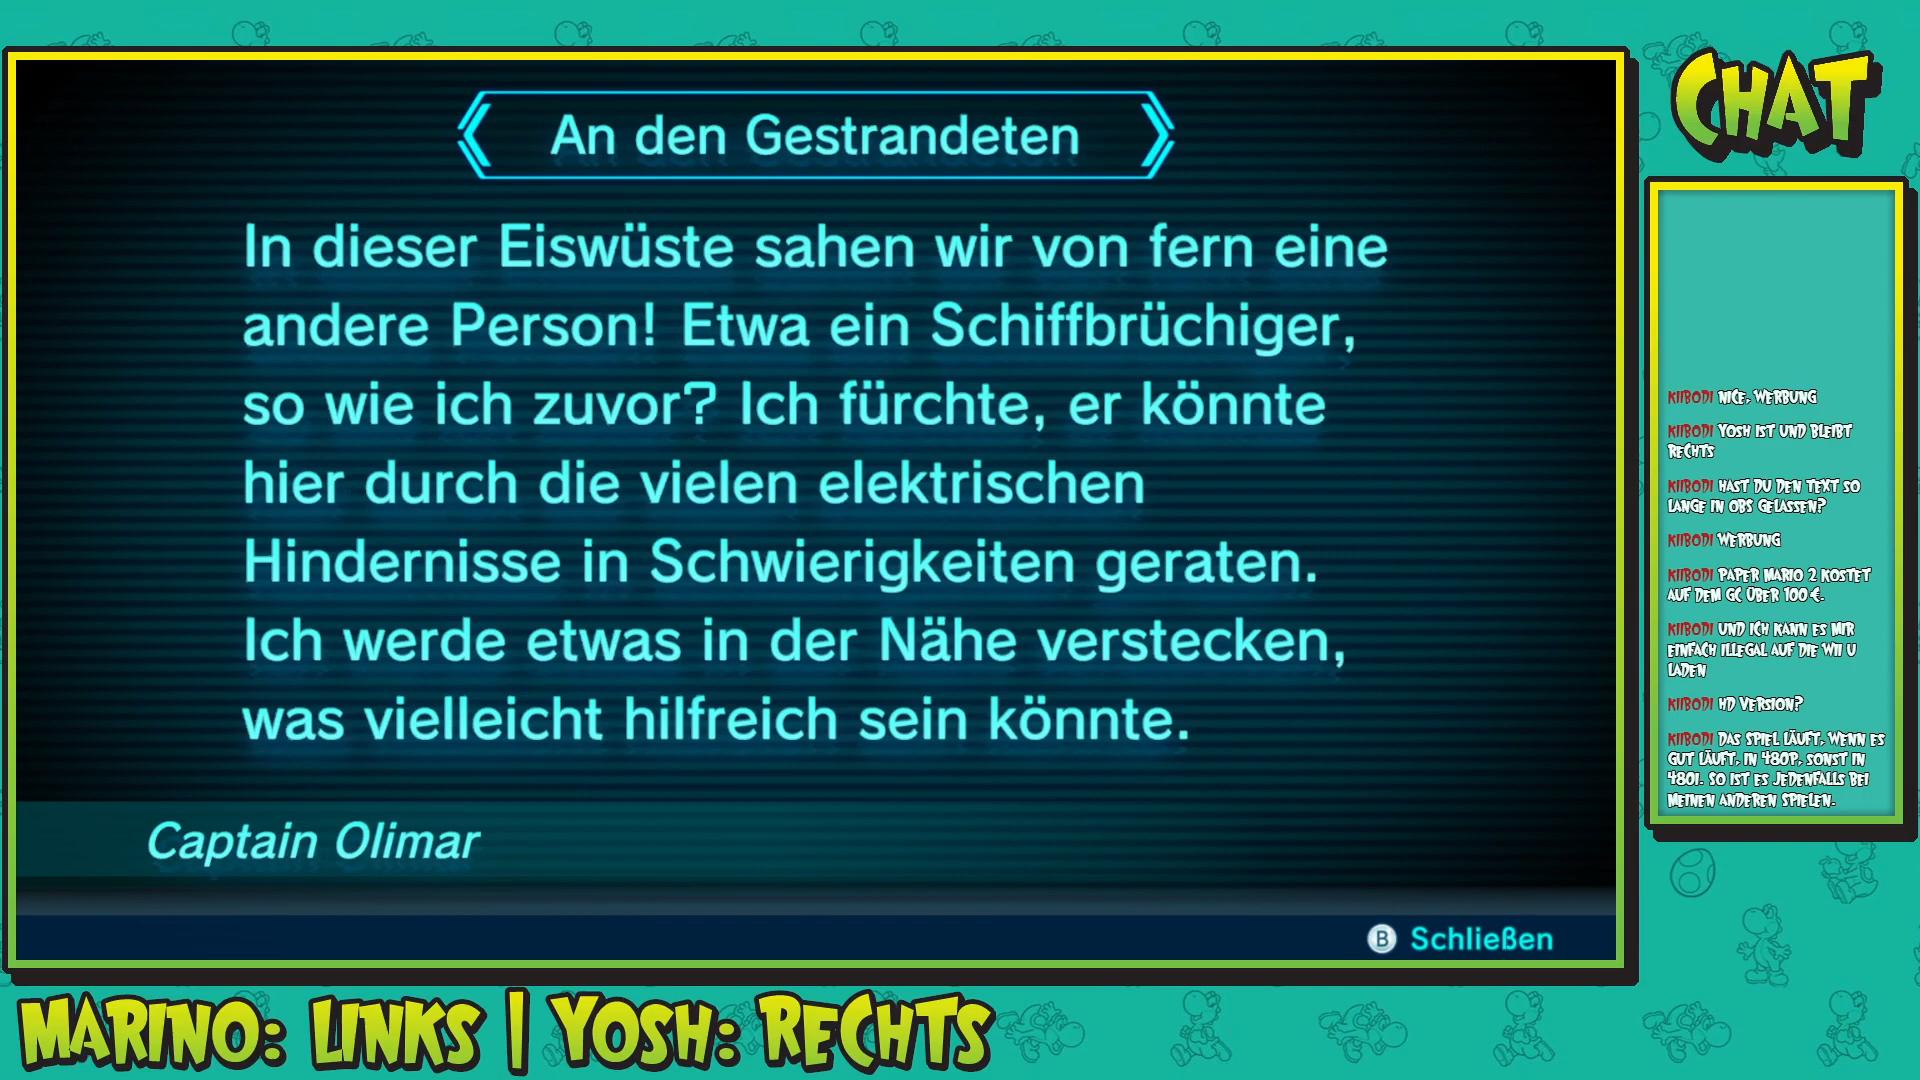 An den Gestrandeten
In dieser Eiswüste sahen wir von fern eine
andere Person! Etwa ein Schiffbrüchiger,
so wie ich zuvor? Ich fürchte, er könnte
hier durch die vielen elektrischen
Hindernisse in Schwierigkeiten geraten.
Ich werde etwas in der Nähe verstecken,
was vielleicht hilfreich sein könnte.
Captain Olimar
B Schließen
MARINO: LINKS | YOSH: RECHTS
CHAT
KIIBODI NICE, WERBUNG
KIIBODI YOSH IST UND BLEIBT
RECHTS
KIIBODI HAST DU DEN TEXT SO
LANGE IN OBS GELASSEN?
KIIBODI WERBUNG
KIIBODI PAPER MARIO 2 KOSTET
AUF DEM GC ÜBER 100 €.
KIIBODI UND ICH KANN ES MIR
EINFACH ILLEGAL AUF DIE WII U
LADEN
KIIBODI HD VERSION?
KIIBODI DAS SPIEL LÄUFT, WENN ES
GUT LÄUFT, IN 480P, SONST IN
480I. SO IST ES JEDENFALLS BEI
MEINEN ANDEREN SPIELEN.